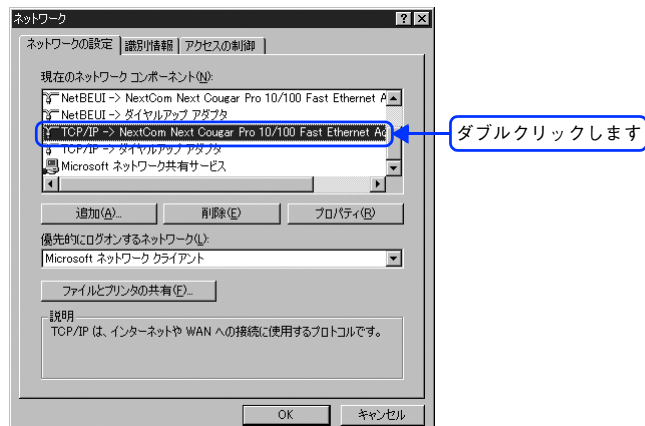 ネットワーク
ネットワークの設定 識別情報 アクセスの制御
現在のネットワーク コンポーネント(N):
NetBEUI -> NextCom Next Cougar Pro 10/100 Fast Ethernet A
NetBEUI -> ダイヤルアップ アダプタ
TCP/IP -> NextCom Next Cougar Pro 10/100 Fast Ethernet Ad
ダブルクリックします
TCP/IP -> ダイヤルアップ アダプタ
Microsoft ネットワーク共有サービス
追加(A)... 削除(E) プロパティ(R)
優先的にログオンするネットワーク(L):
Microsoft ネットワーク クライアント
ファイルとプリンタの共有(F)...
説明
TCP/IP は、インターネットや WAN への接続に使用するプロトコルです。
OK キャンセル